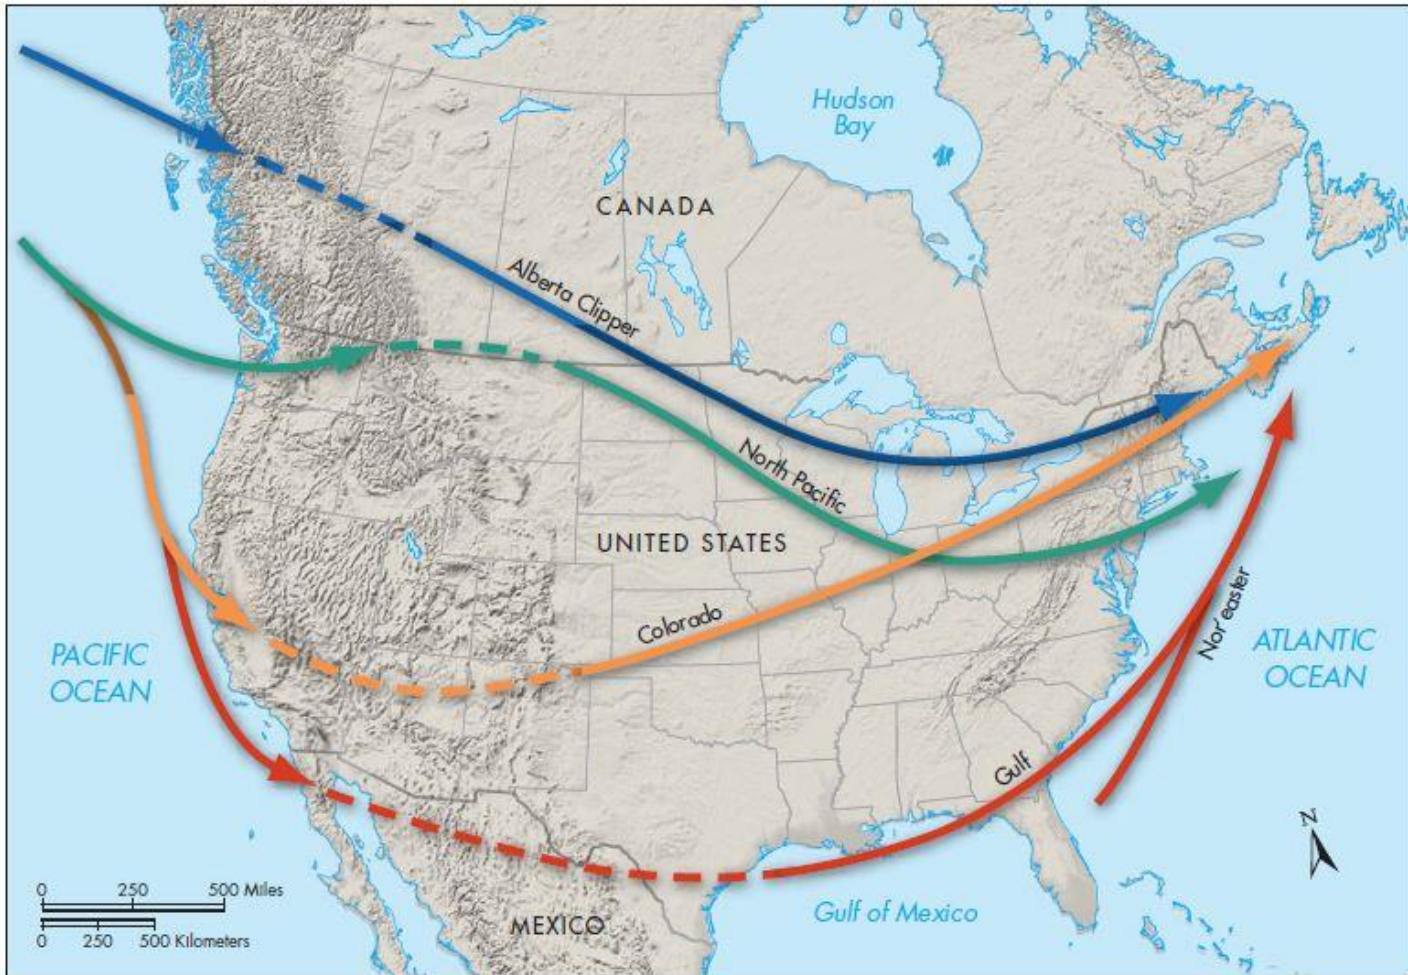 Hudson
Bay
CANADA
Alberta Clipper
North Pacific
UNITED STATES
Colorado
Nor'easter
PACIFIC
OCEAN
ATLANTIC
OCEAN
Gulf
N
0 250 500 Miles
0 250 500 Kilometers
MEXICO
Gulf of Mexico